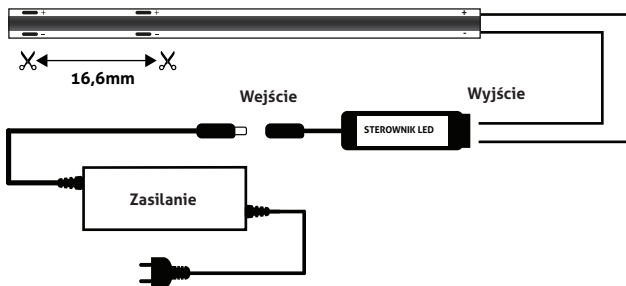 + + +
- - -
16,6mm
Wejście
Wyjście
STEROWNIK LED
Zasilanie